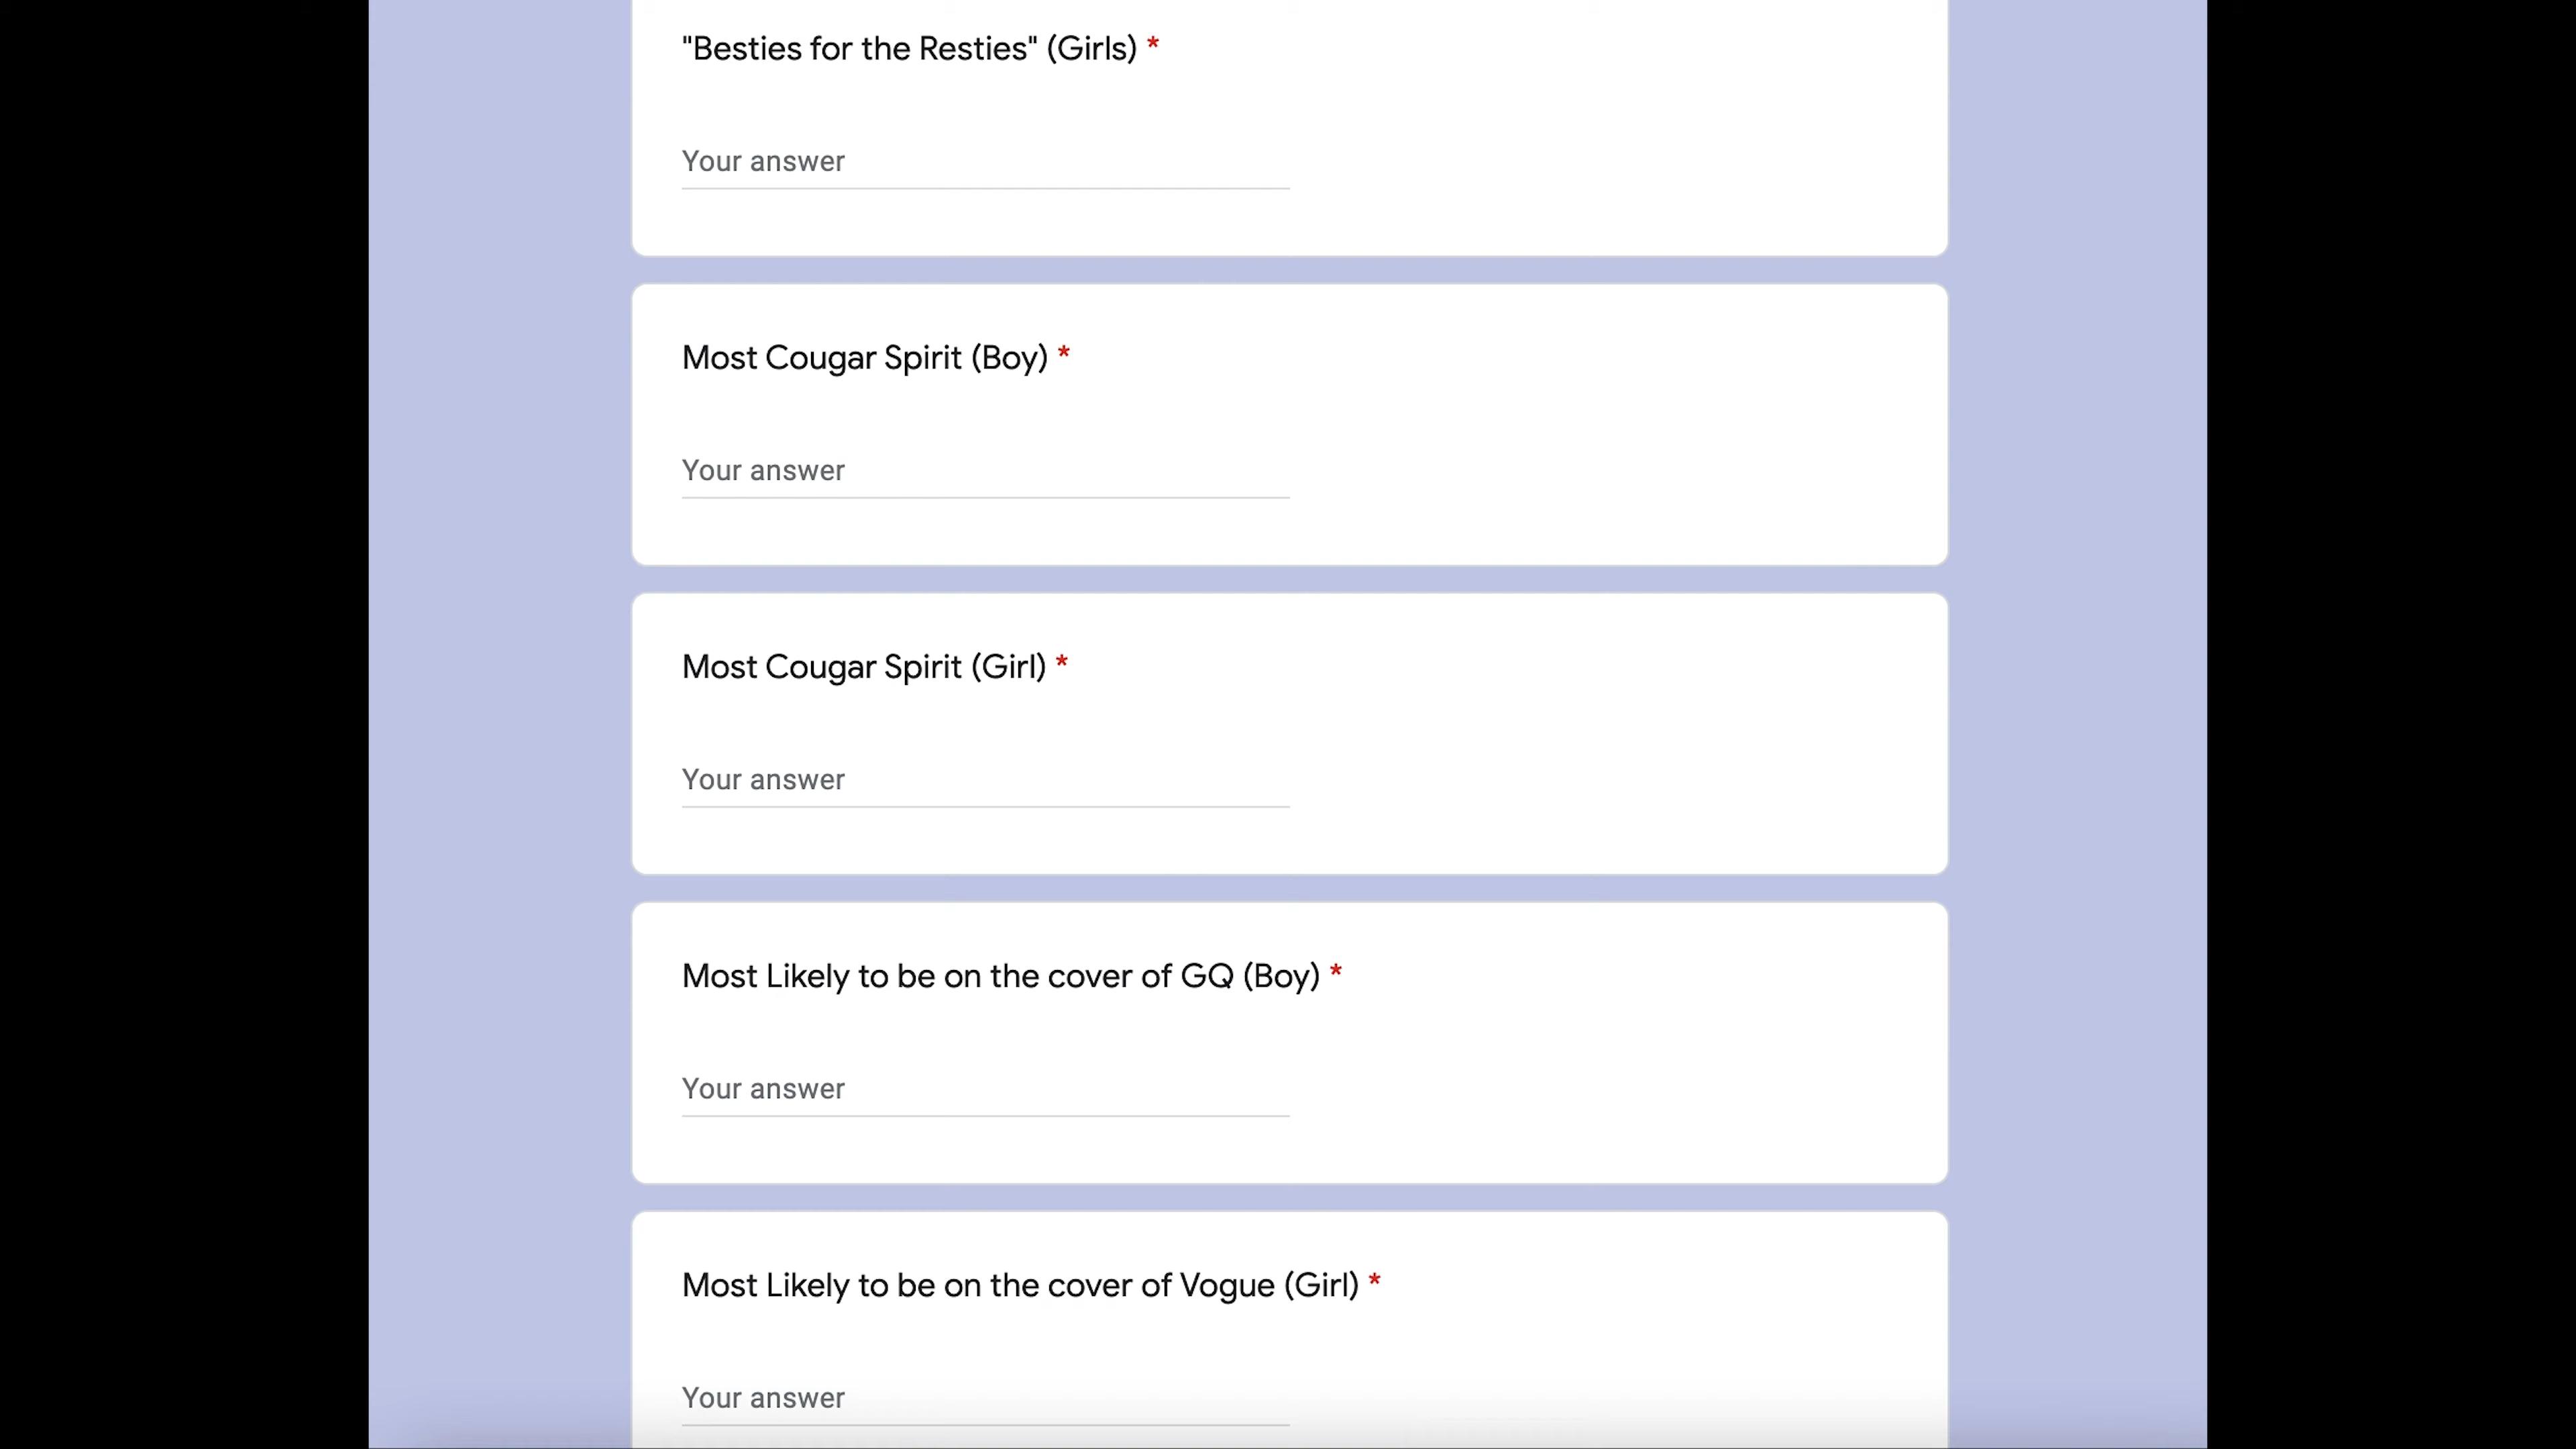 "Besties for the Resties" (Girls) *
Your answer
Most Cougar Spirit (Boy) *
Your answer
Most Cougar Spirit (Girl) *
Your answer
Most Likely to be on the cover of GQ (Boy) *
Your answer
Most Likely to be on the cover of Vogue (Girl) *
Your answer